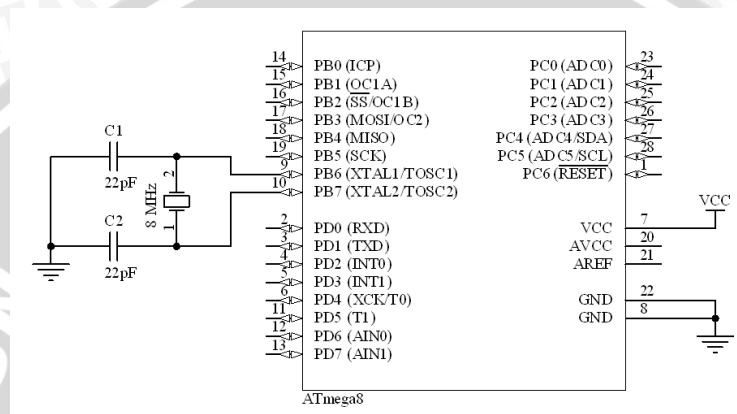 14 PB0 (ICP)
15 PB1 (OC1A)
16 PB2 (SS/OC1B)
17 PB3 (MOSI/OC2)
18 PB4 (MISO)
19 PB5 (SCK)
9 PB6 (XTAL1/TOSC1)
10 PB7 (XTAL2/TOSC2)
2 PD0 (RXD)
3 PD1 (TXD)
4 PD2 (INT0)
5 PD3 (INT1)
6 PD4 (XCK/T0)
11 PD5 (T1)
12 PD6 (AIN0)
13 PD7 (AIN1)
PC0 (ADC0) 23
PC1 (ADC1) 24
PC2 (ADC2) 25
PC3 (ADC3) 26
PC4 (ADC4/SDA) 27
PC5 (ADC5/SCL) 28
PC6 (RESET) 1
VCC 7
AVCC 20
AREF 21
GND 22
GND 8
VCC
C1
22pF
C2
22pF
2
8 MHz
1
ATmega8